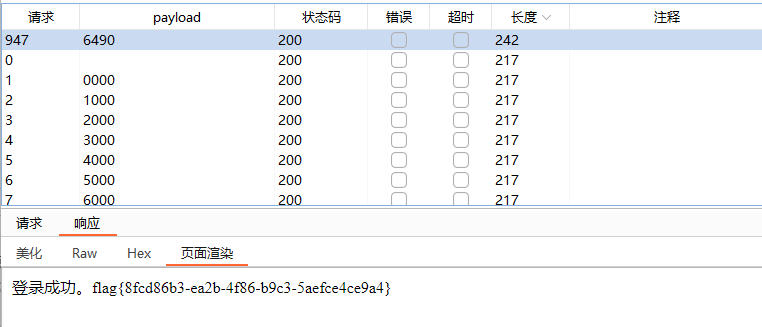 请求 payload 状态码 错误 超时 长度 注释
947 6490 200 242
0 200 217
1 0000 200 217
2 1000 200 217
3 2000 200 217
4 3000 200 217
5 4000 200 217
6 5000 200 217
7 6000 200 217
请求 响应
美化 Raw Hex 页面渲染
登录成功。flag{8fcd86b3-ea2b-4f86-b9c3-5aefce4ce9a4}